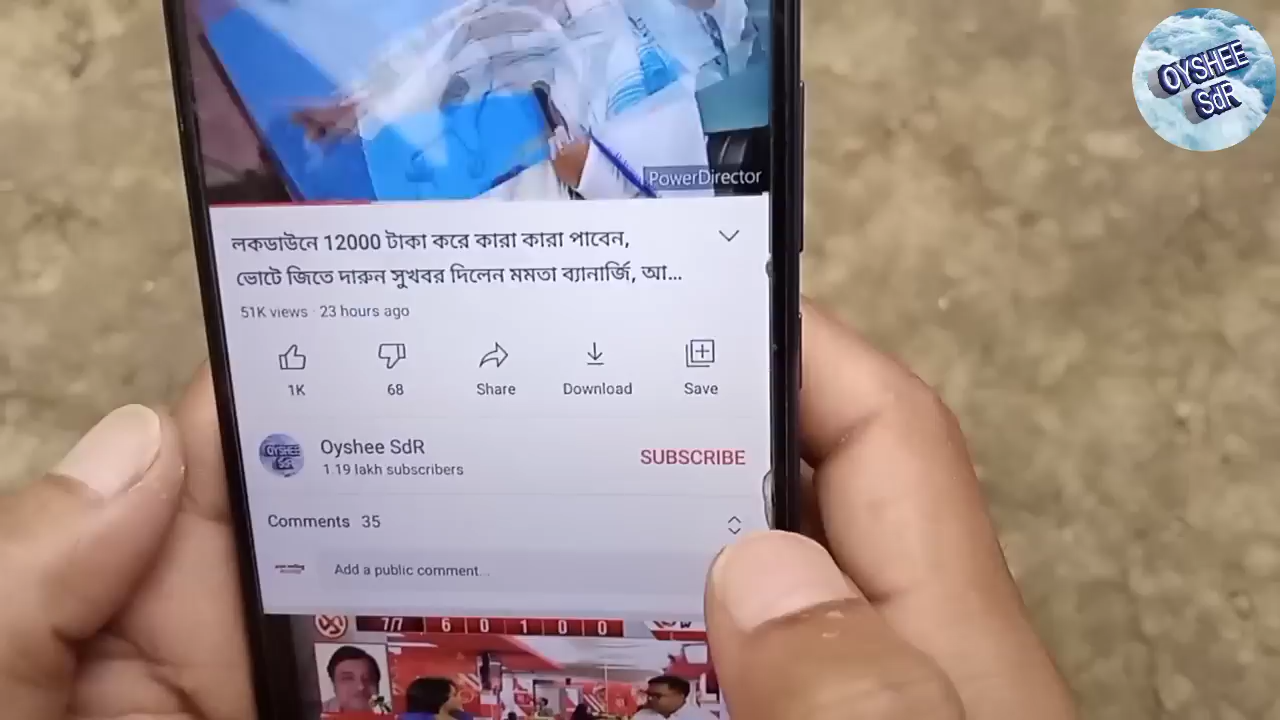 OYSHEE
SdR
PowerDirector
লকডাউনে 12000 টাকা করে কারা কারা পাবেন,
ভোটে জিতে দারুন সুখবর দিলেন মমতা ব্যানার্জি, আ...
51K views · 23 hours ago
1K
68
Share
Download
Save
OYSHEE
SdR
Oyshee SdR
1.19 lakh subscribers
SUBSCRIBE
Comments 35
Add a public comment...
7/7 6 0 1 0 0